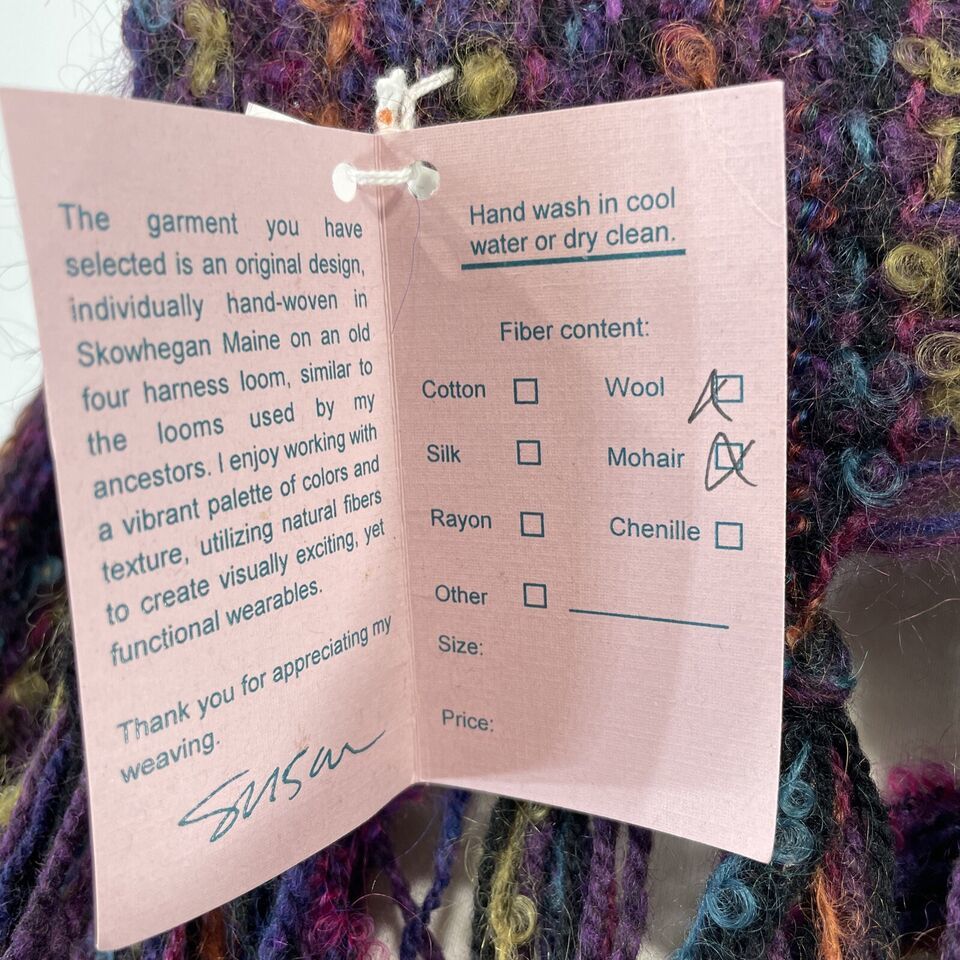 The garment you have
selected is an original design,
individually hand-woven in
Skowhegan Maine on an old
four harness loom, similar to
the looms used by my
ancestors. I enjoy working with
a vibrant palette of colors and
texture, utilizing natural fibers
to create visually exciting, yet
functional wearables.
Thank you for appreciating my
weaving.
Susan
Hand wash in cool
water or dry clean.
Fiber content:
Cotton Wool
Silk Mohair
Rayon Chenille
Other
Size:
Price: